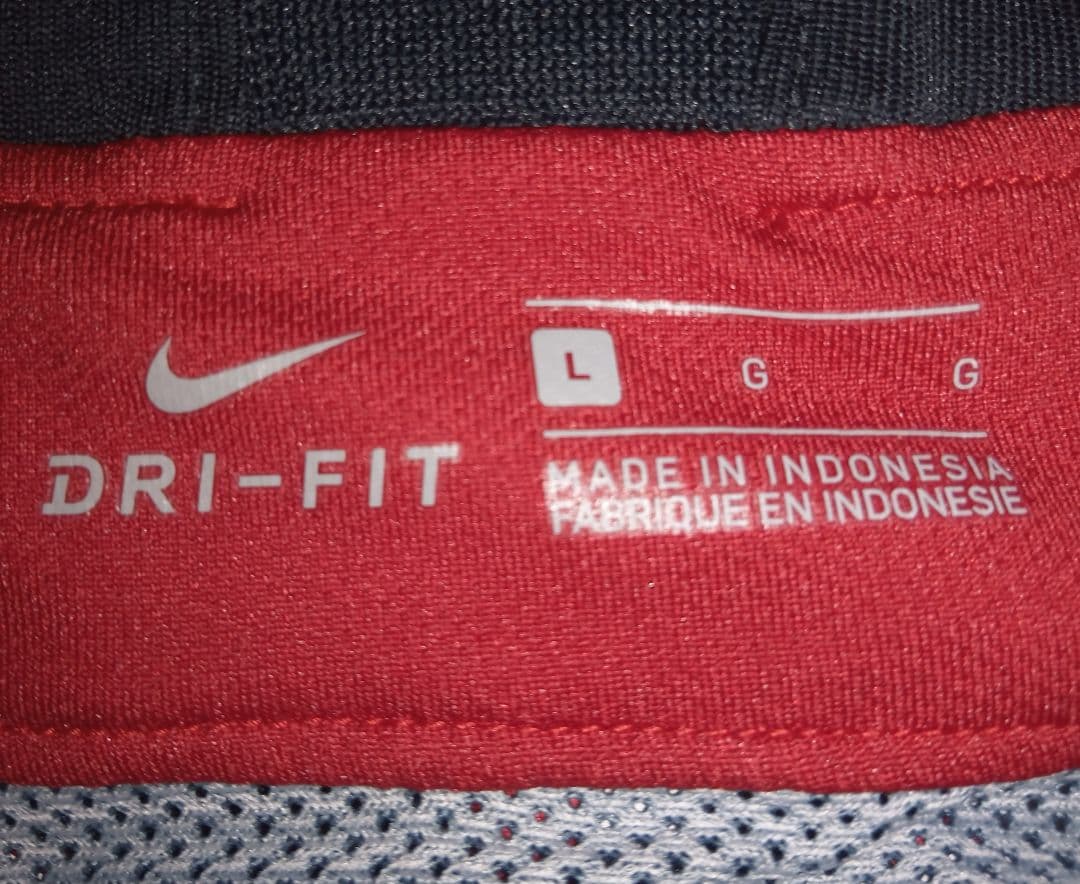 DRI-FIT
L G G
MADE IN INDONESIA
FABRIQUE EN INDONESIE